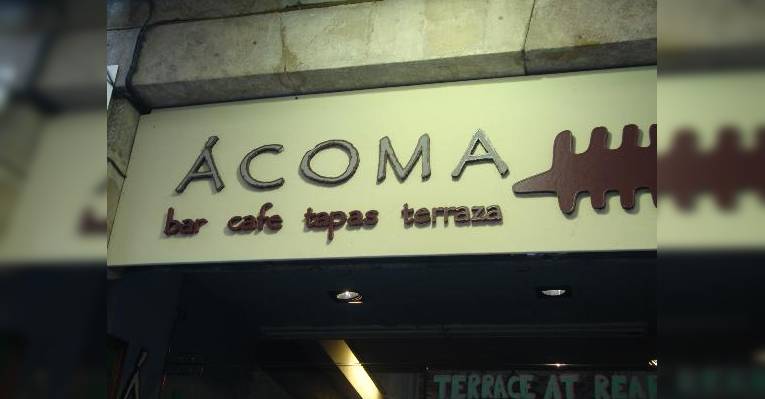 ÁCOMA
bar cafe tapas terraza
TERRACE AT REAR